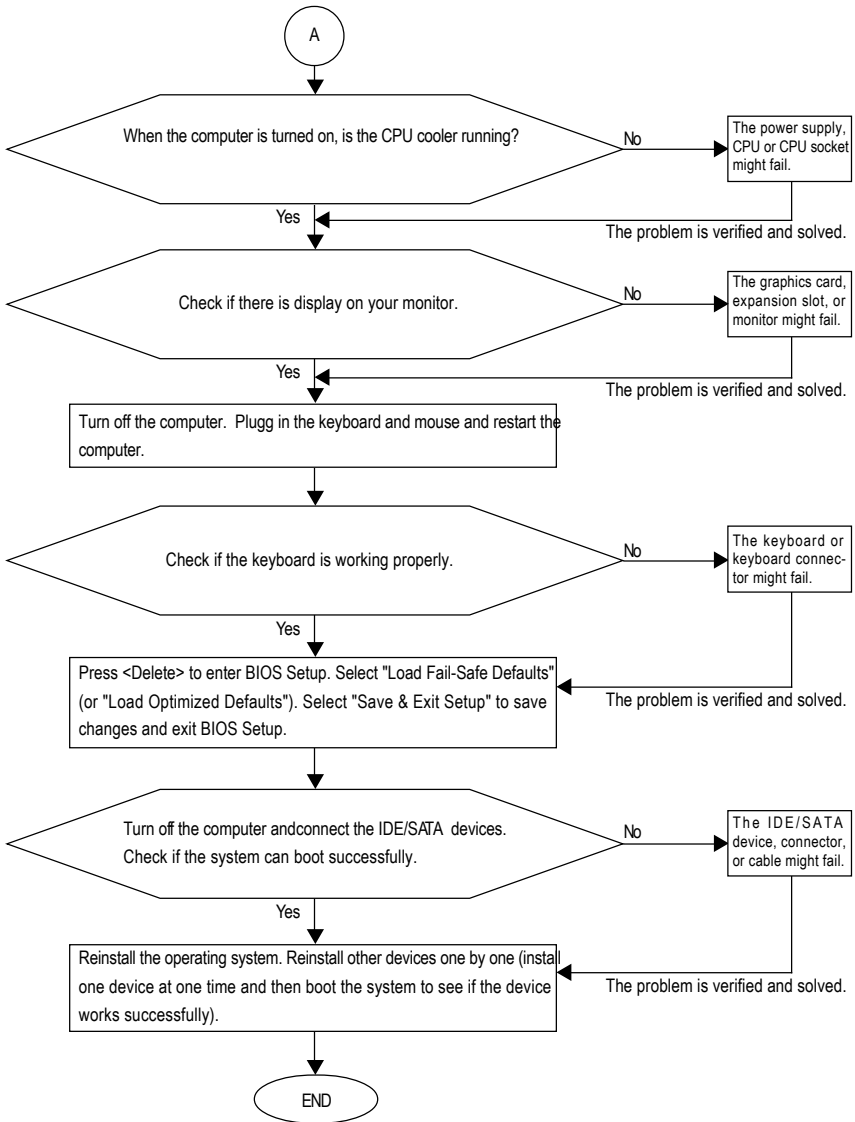 A
When the computer is turned on, is the CPU cooler running?
No
The power supply,
CPU or CPU socket
might fail.
Yes
The problem is verified and solved.
Check if there is display on your monitor.
No
The graphics card,
expansion slot, or
monitor might fail.
Yes
The problem is verified and solved.
Turn off the computer. Plugg in the keyboard and mouse and restart the
computer.
Check if the keyboard is working properly.
No
The keyboard or
keyboard connec-
tor might fail.
Yes
Press <Delete> to enter BIOS Setup. Select "Load Fail-Safe Defaults"
(or "Load Optimized Defaults"). Select "Save & Exit Setup" to save
changes and exit BIOS Setup.
The problem is verified and solved.
Turn off the computer andconnect the IDE/SATA devices.
Check if the system can boot successfully.
No
The IDE/SATA
device, connector,
or cable might fail.
Yes
Reinstall the operating system. Reinstall other devices one by one (install
one device at one time and then boot the system to see if the device
works successfully).
The problem is verified and solved.
END